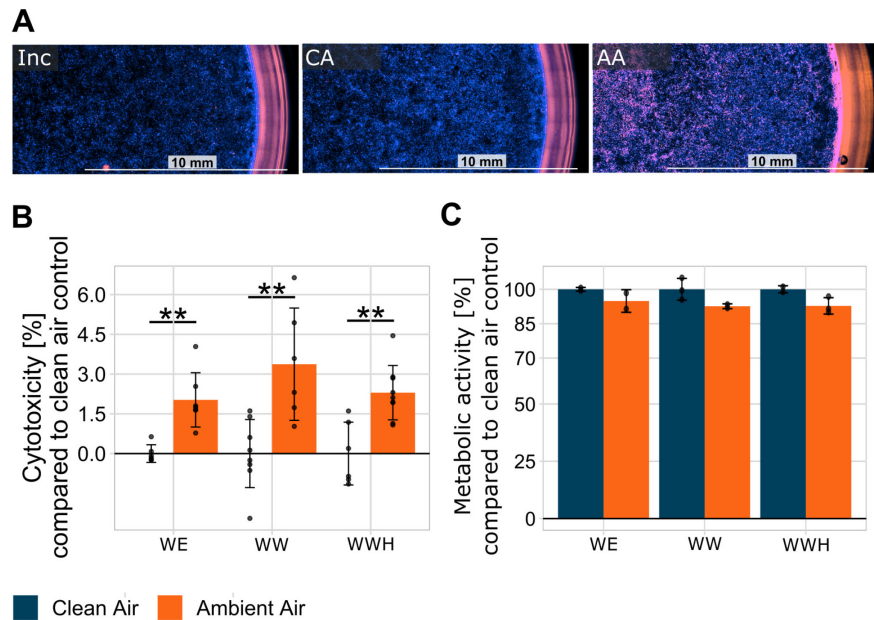 A
Inc
CA
AA
10 mm
10 mm
10 mm
B
Cytotoxicity [%]
compared to clean air control
6.0
4.5
3.0
1.5
0.0
**
**
**
WE
WW
WWH
C
Metabolic activity [%]
compared to clean air control
100
85
70
50
25
0
WE
WW
WWH
Clean Air
Ambient Air